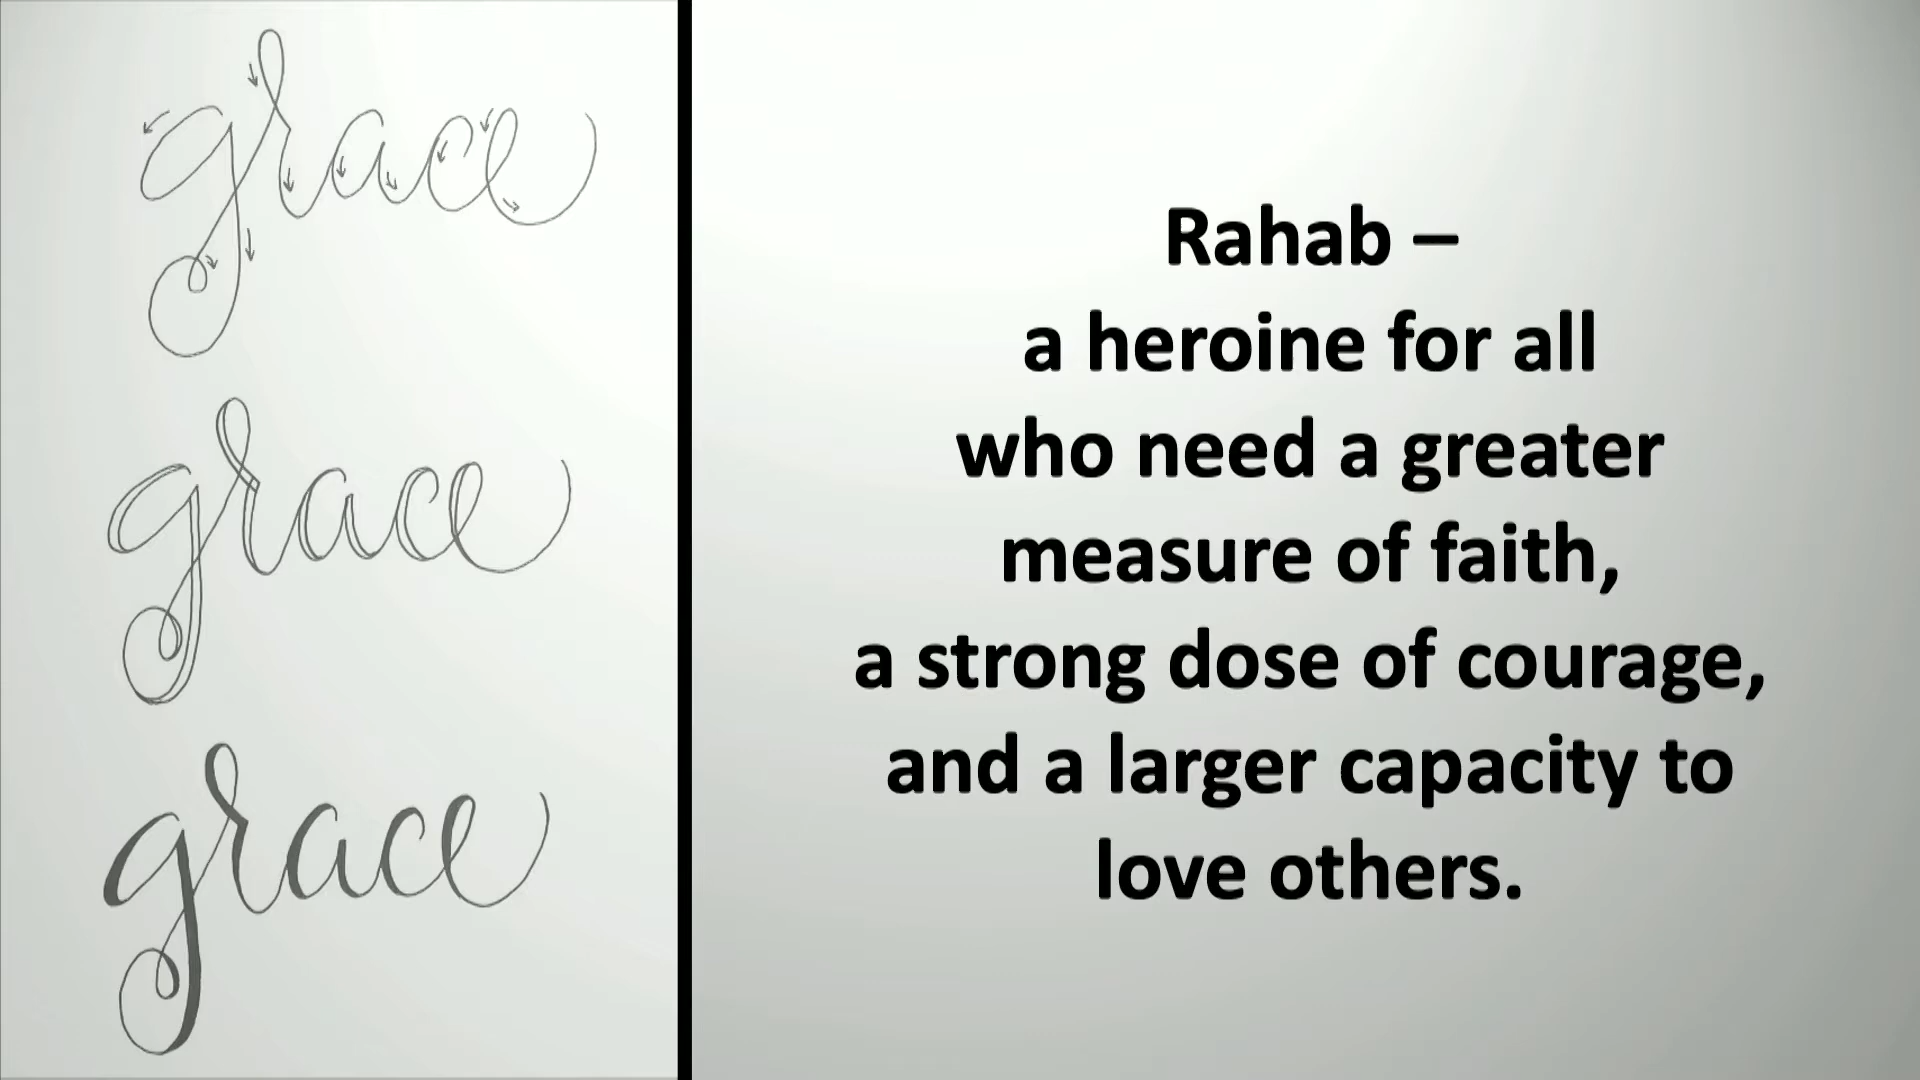 grace
grace
grace
Rahab –
a heroine for all
who need a greater
measure of faith,
a strong dose of courage,
and a larger capacity to
love others.